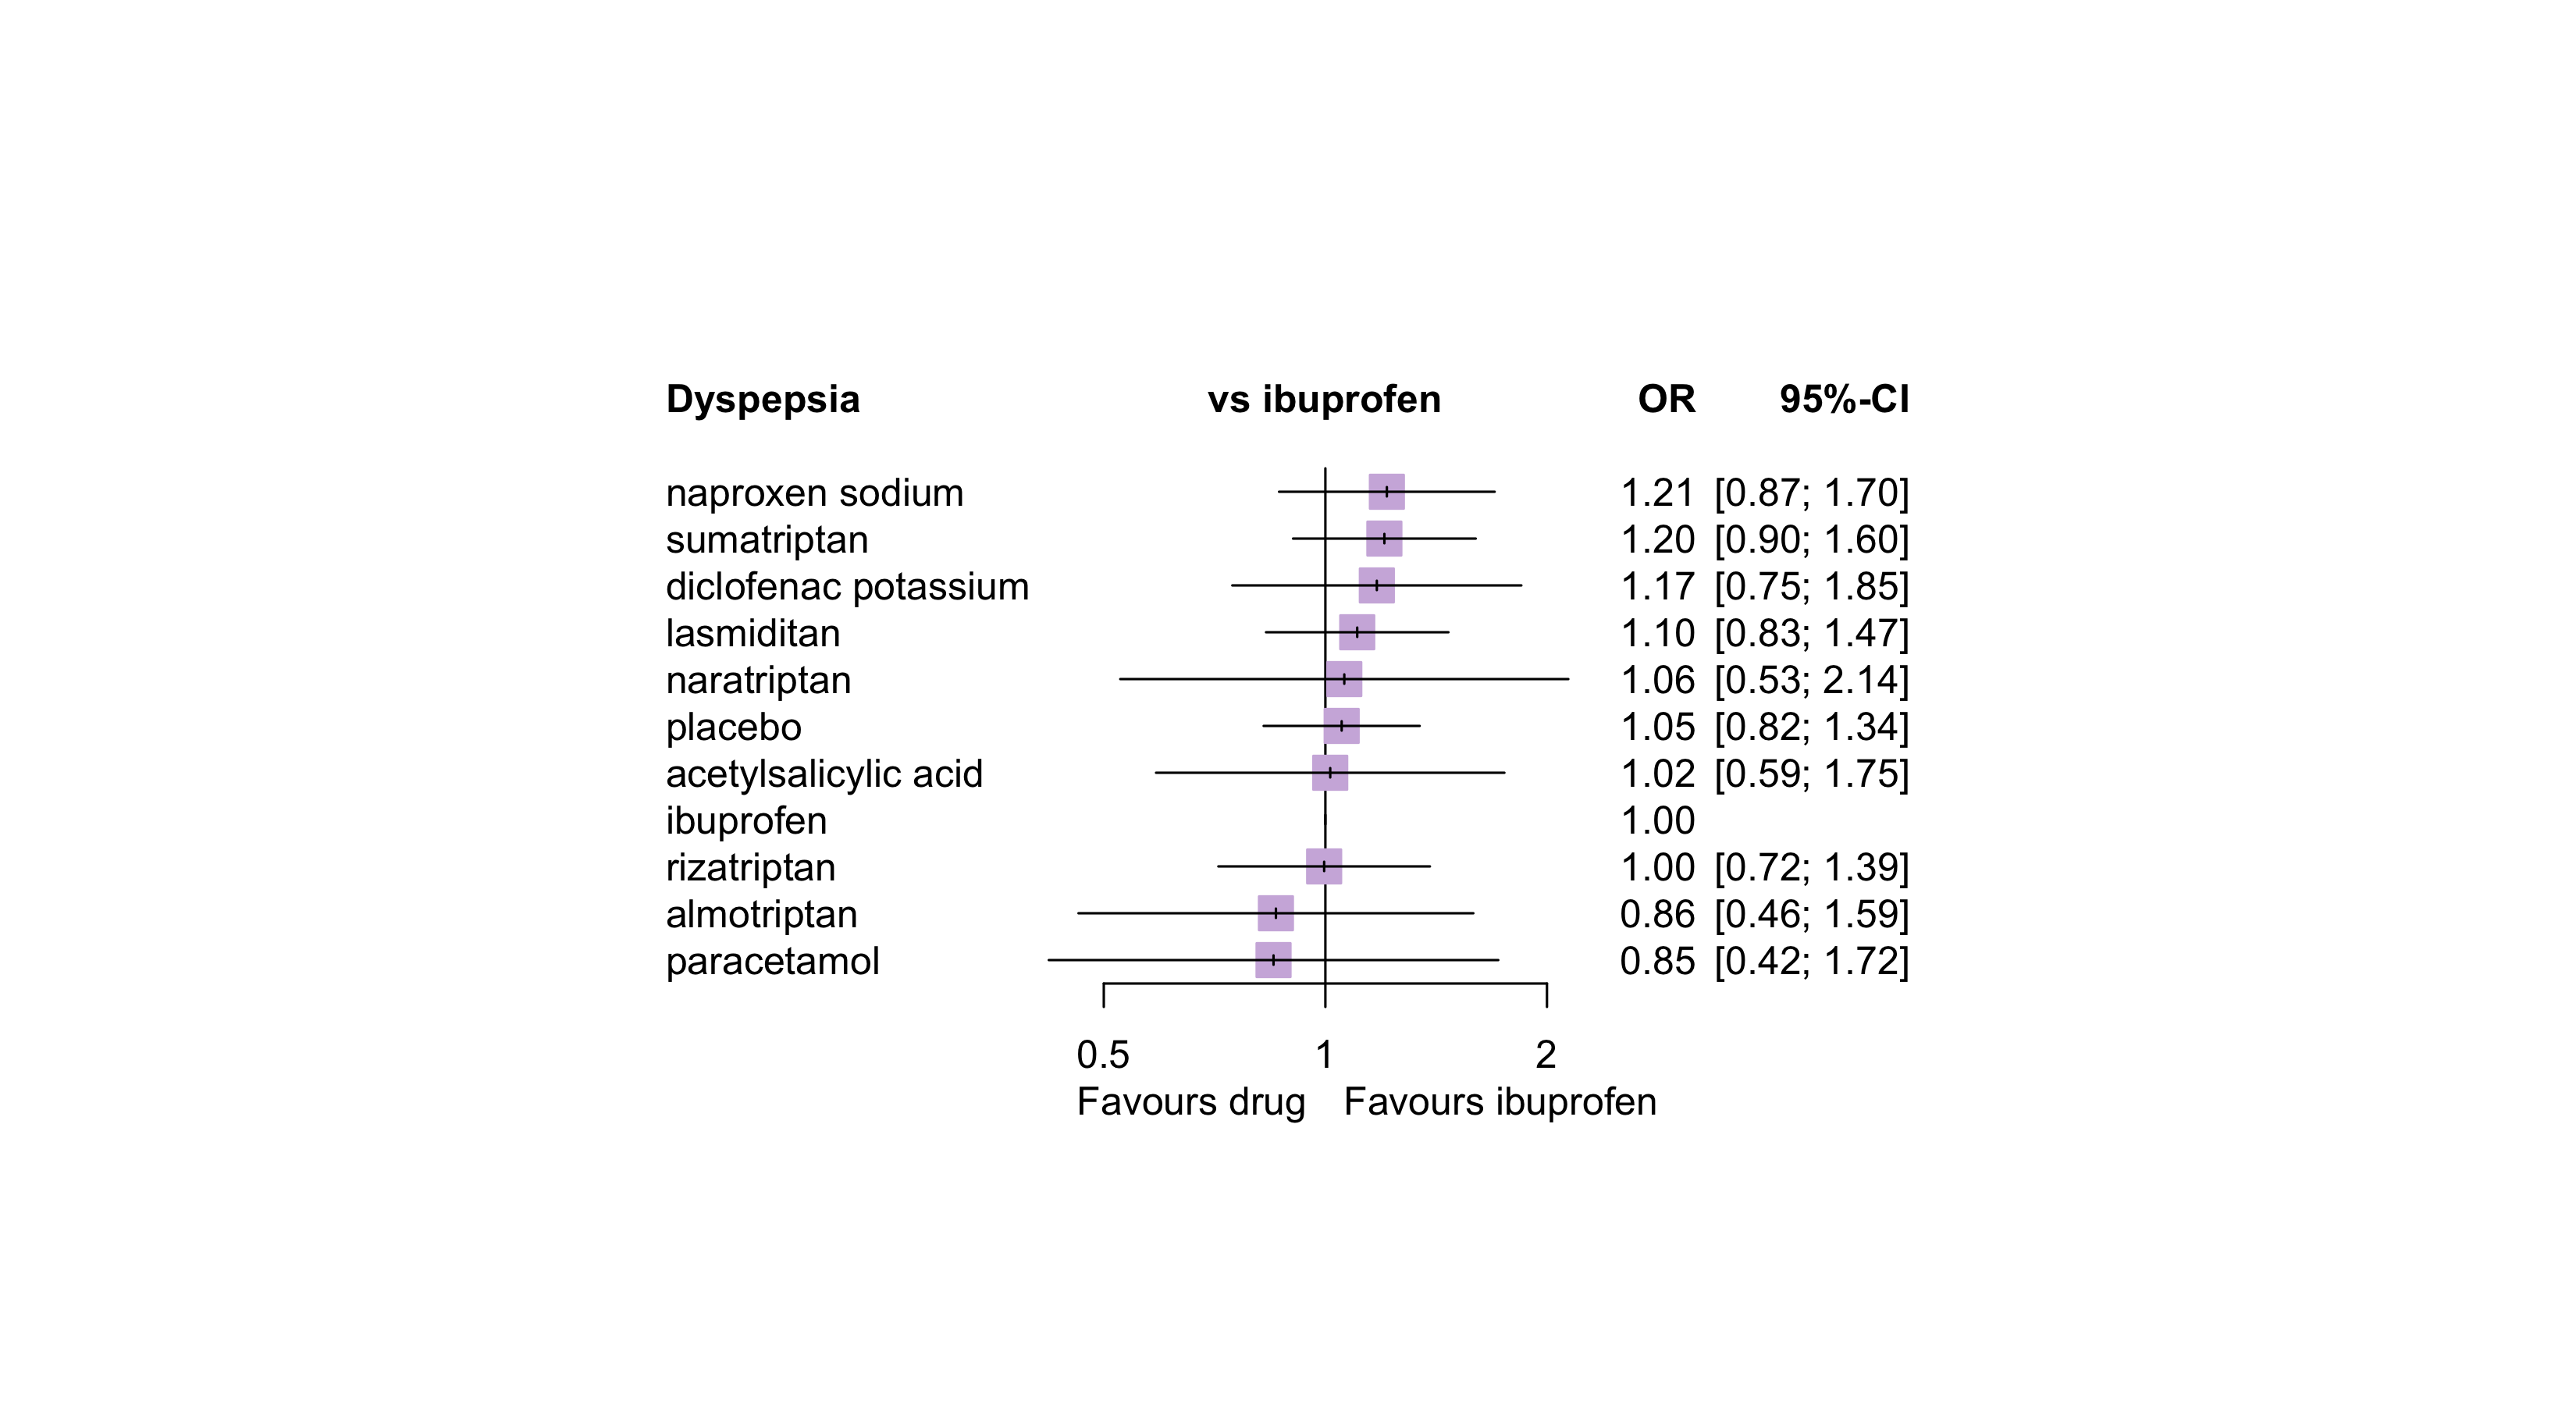 Dyspepsia vs ibuprofen OR 95%-CI
naproxen sodium 1.21 [0.87; 1.70]
sumatriptan 1.20 [0.90; 1.60]
diclofenac potassium 1.17 [0.75; 1.85]
lasmiditan 1.10 [0.83; 1.47]
naratriptan 1.06 [0.53; 2.14]
placebo 1.05 [0.82; 1.34]
acetylsalicylic acid 1.02 [0.59; 1.75]
ibuprofen 1.00
rizatriptan 1.00 [0.72; 1.39]
almotriptan 0.86 [0.46; 1.59]
paracetamol 0.85 [0.42; 1.72]
0.5 1 2
Favours drug Favours ibuprofen